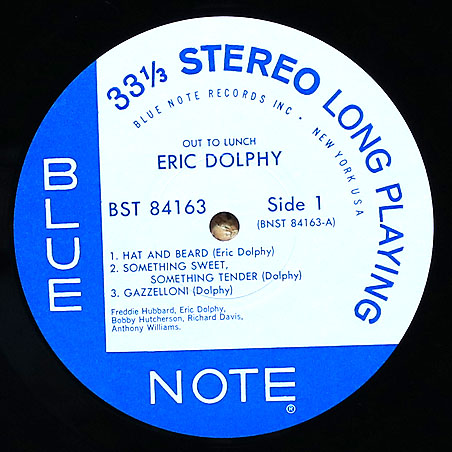 33⅓ STEREO LONG PLAYING
BLUE NOTE RECORDS INC • NEW YORK USA
OUT TO LUNCH
ERIC DOLPHY
BST 84163
Side 1
(BNST 84163-A)
1. HAT AND BEARD (Eric Dolphy)
2. SOMETHING SWEET,
SOMETHING TENDER (Dolphy)
3. GAZZELLONI (Dolphy)
Freddie Hubbard, Eric Dolphy,
Bobby Hutcherson, Richard Davis,
Anthony Williams.
BLUE
NOTE
®